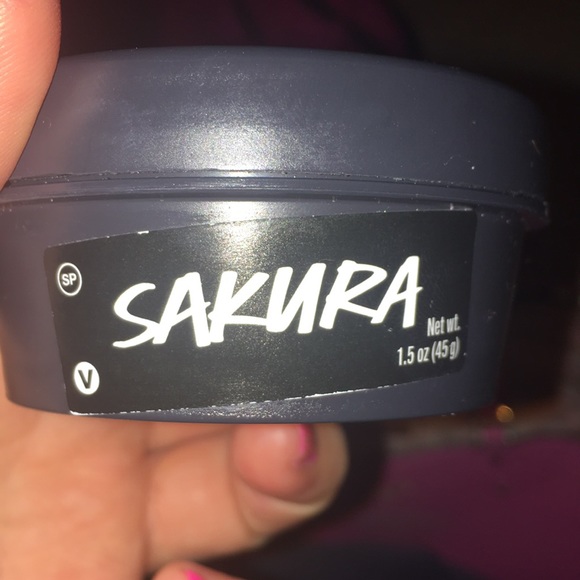 SP
SAKURA
Net wt.
1.5 oz (45 g)
V